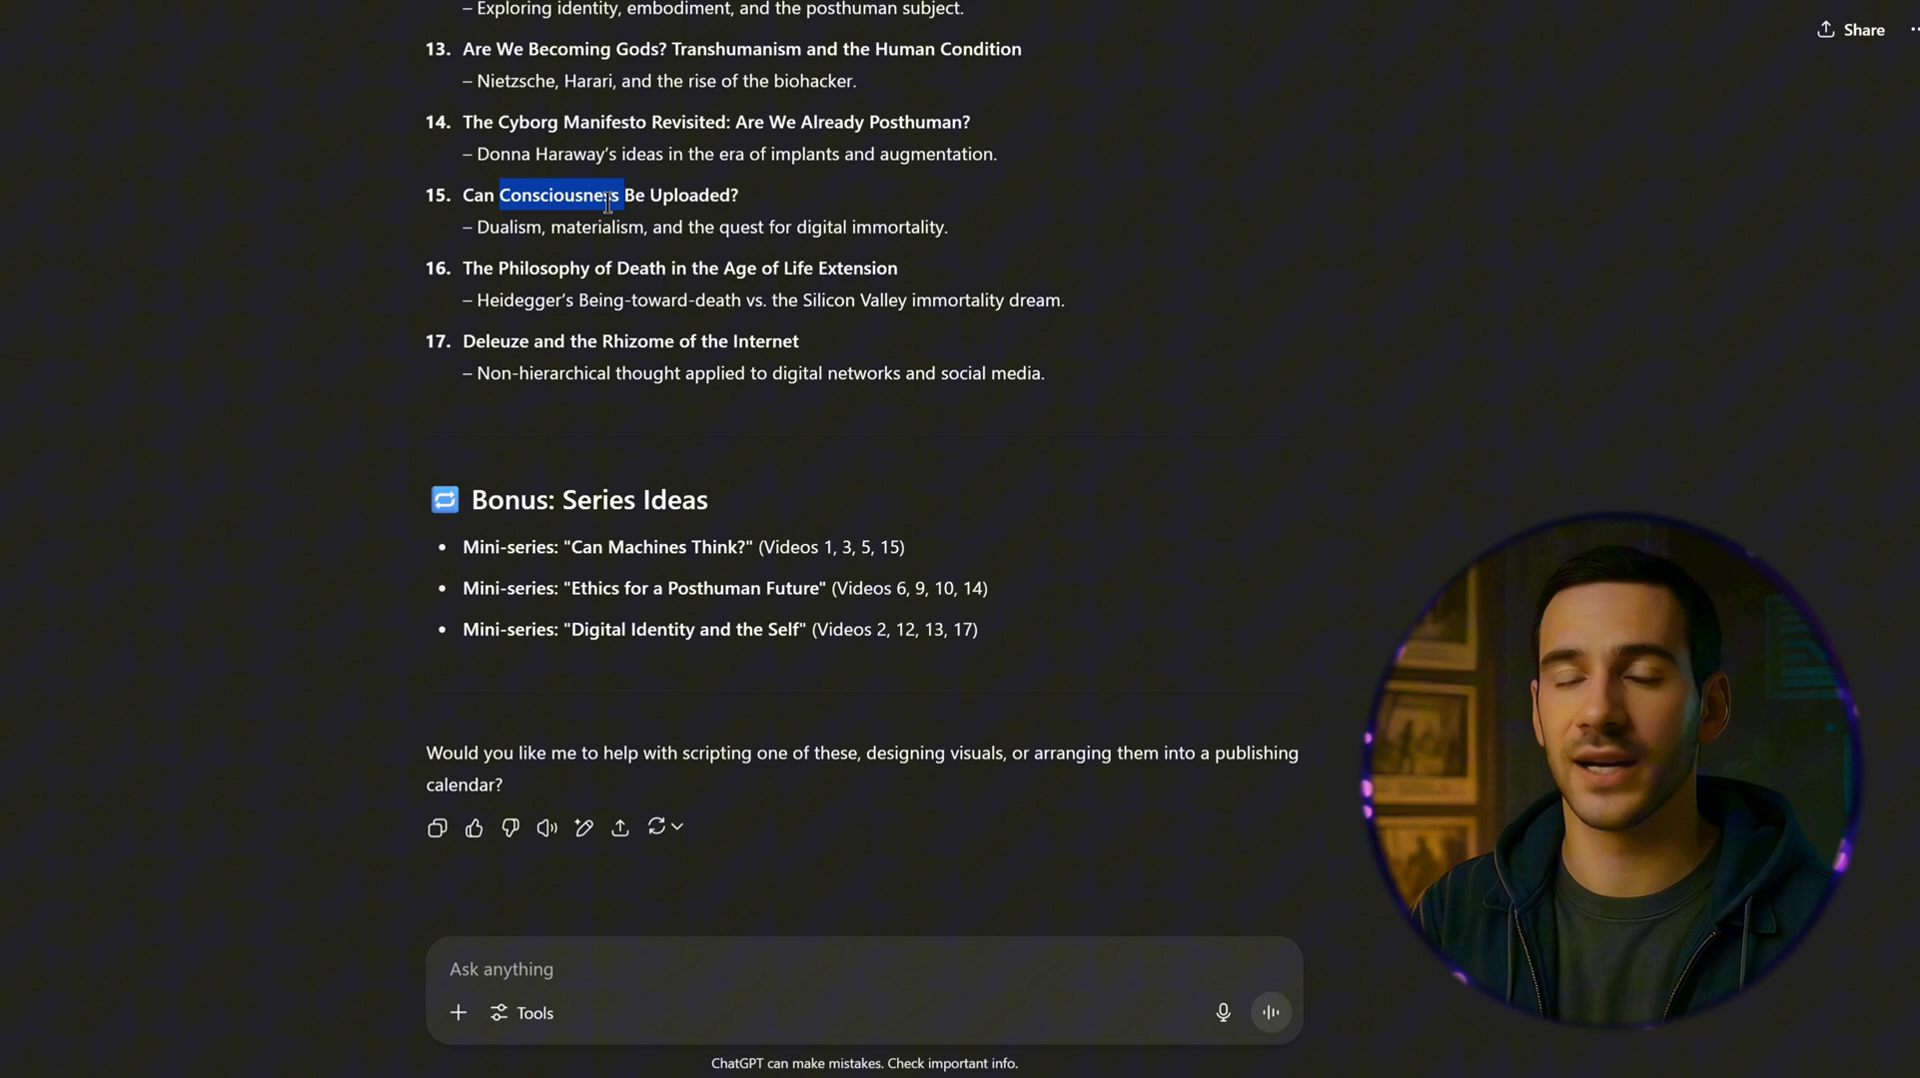 – Exploring identity, embodiment, and the posthuman subject.
Share
13. Are We Becoming Gods? Transhumanism and the Human Condition
– Nietzsche, Harari, and the rise of the biohacker.
14. The Cyborg Manifesto Revisited: Are We Already Posthuman?
– Donna Haraway’s ideas in the era of implants and augmentation.
15. Can Consciousness Be Uploaded?
– Dualism, materialism, and the quest for digital immortality.
16. The Philosophy of Death in the Age of Life Extension
– Heidegger’s Being-toward-death vs. the Silicon Valley immortality dream.
17. Deleuze and the Rhizome of the Internet
– Non-hierarchical thought applied to digital networks and social media.
Bonus: Series Ideas
• Mini-series: "Can Machines Think?" (Videos 1, 3, 5, 15)
• Mini-series: "Ethics for a Posthuman Future" (Videos 6, 9, 10, 14)
• Mini-series: "Digital Identity and the Self" (Videos 2, 12, 13, 17)
Would you like me to help with scripting one of these, designing visuals, or arranging them into a publishing
calendar?
Ask anything
Tools
ChatGPT can make mistakes. Check important info.